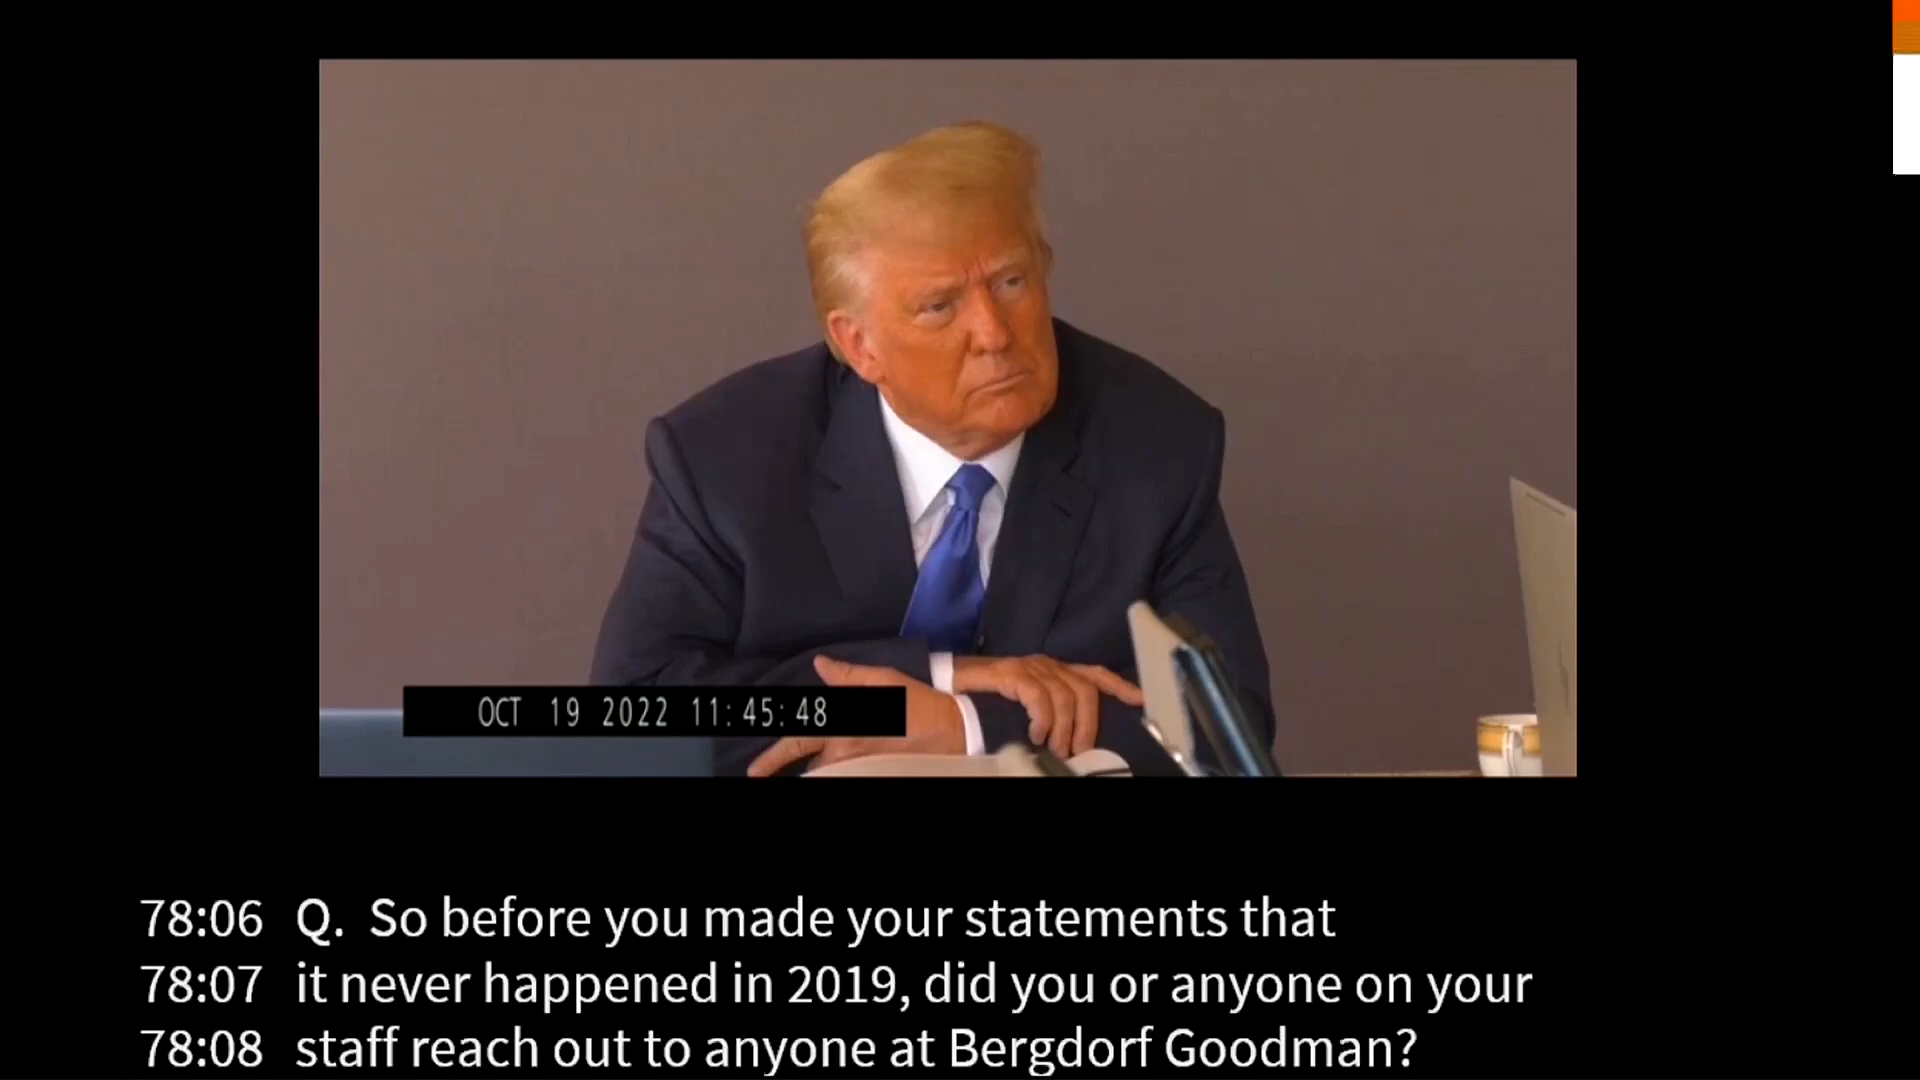 OCT 19 2022 11:45:48
78:06 Q. So before you made your statements that
78:07 it never happened in 2019, did you or anyone on your
78:08 staff reach out to anyone at Bergdorf Goodman?